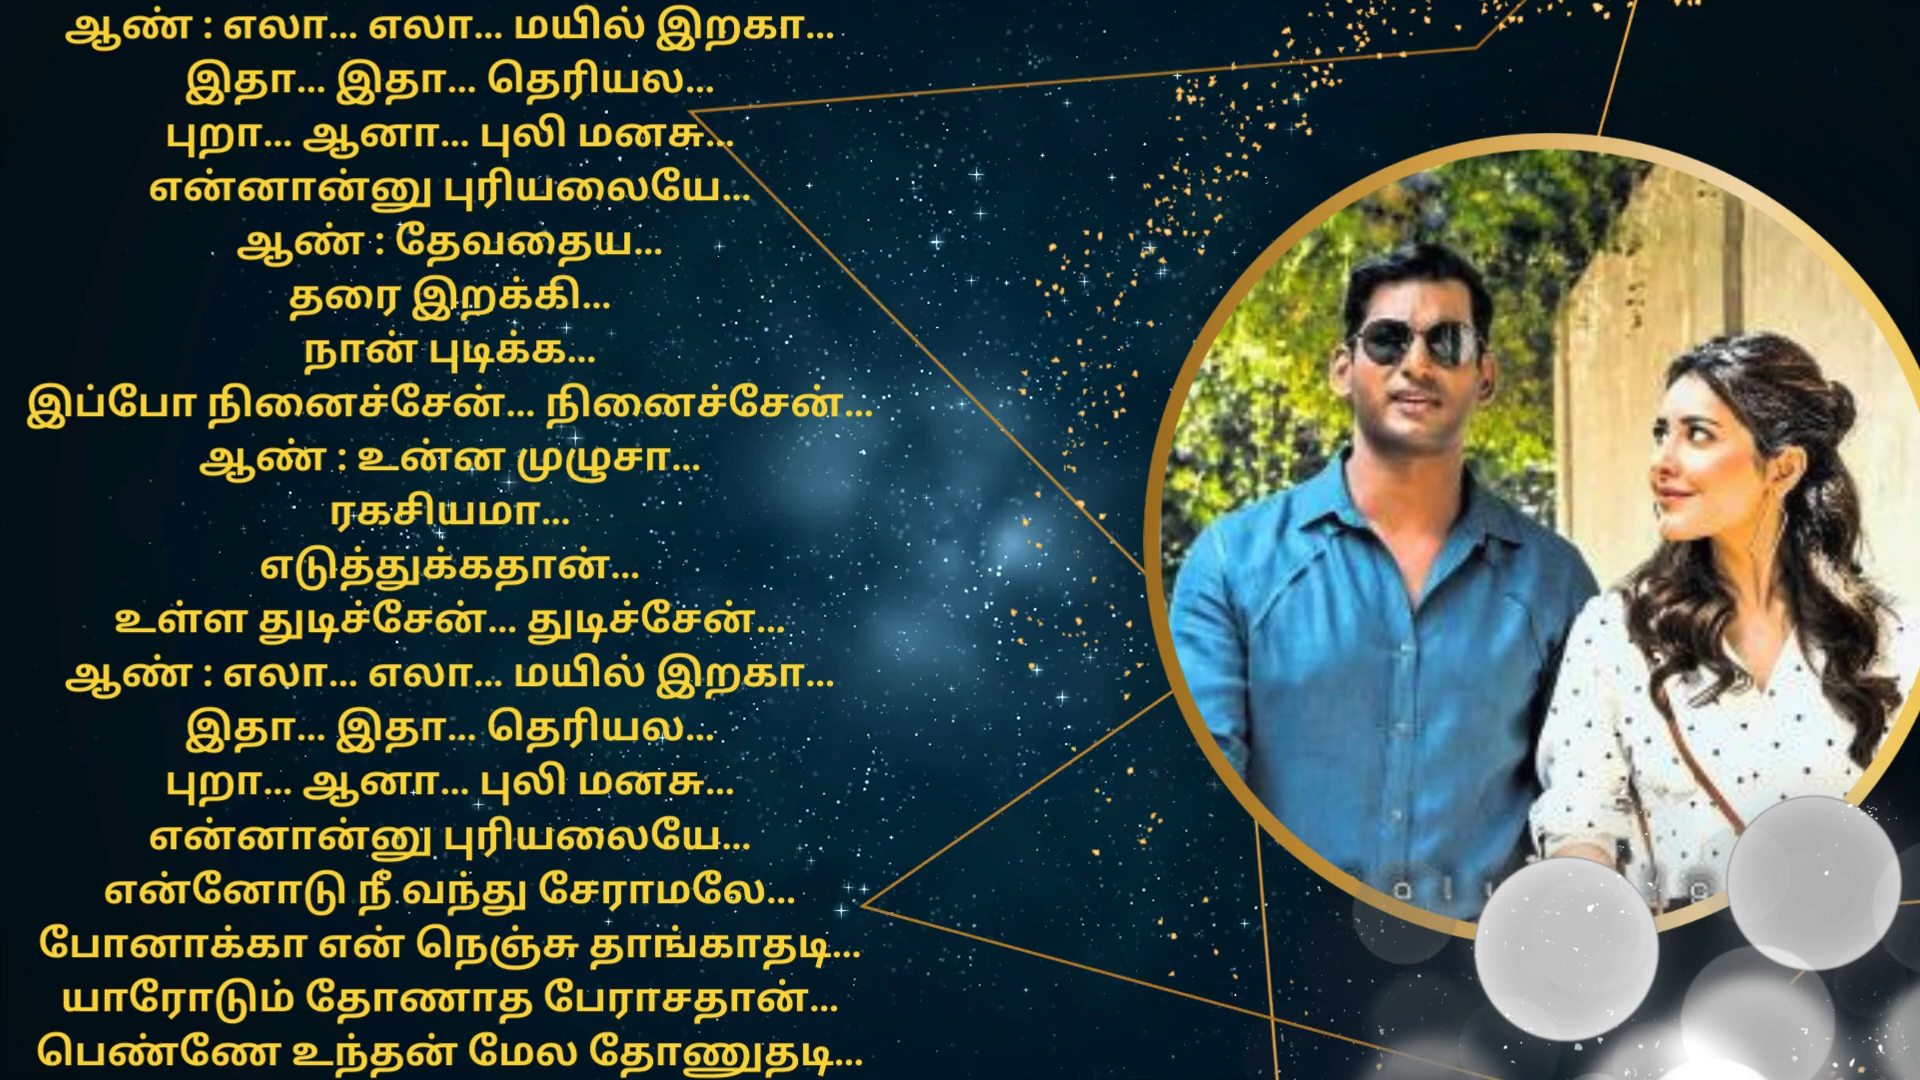 ஆண் : எலா... எலா... மயில் இறகா...
இதா... இதா... தெரியல...
புறா... ஆனா... புலி மனசு...
என்னான்னு புரியலையே...
ஆண் : தேவதைய...
தரை இறக்கி...
நான் புடிக்க...
இப்போ நினைச்சேன்... நினைச்சேன்...
ஆண் : உன்ன முழுசா...
ரகசியமா...
எடுத்துக்கதான்...
உள்ள துடிச்சேன்... துடிச்சேன்...
ஆண் : எலா... எலா... மயில் இறகா...
இதா... இதா... தெரியல...
புறா... ஆனா... புலி மனசு...
என்னான்னு புரியலையே...
என்னோடு நீ வந்து சேராமலே...
போனாக்கா என் நெஞ்சு தாங்காதடி...
யாரோடும் தோணாத பேராசதான்...
பெண்ணே உந்தன் மேல தோணுதடி...